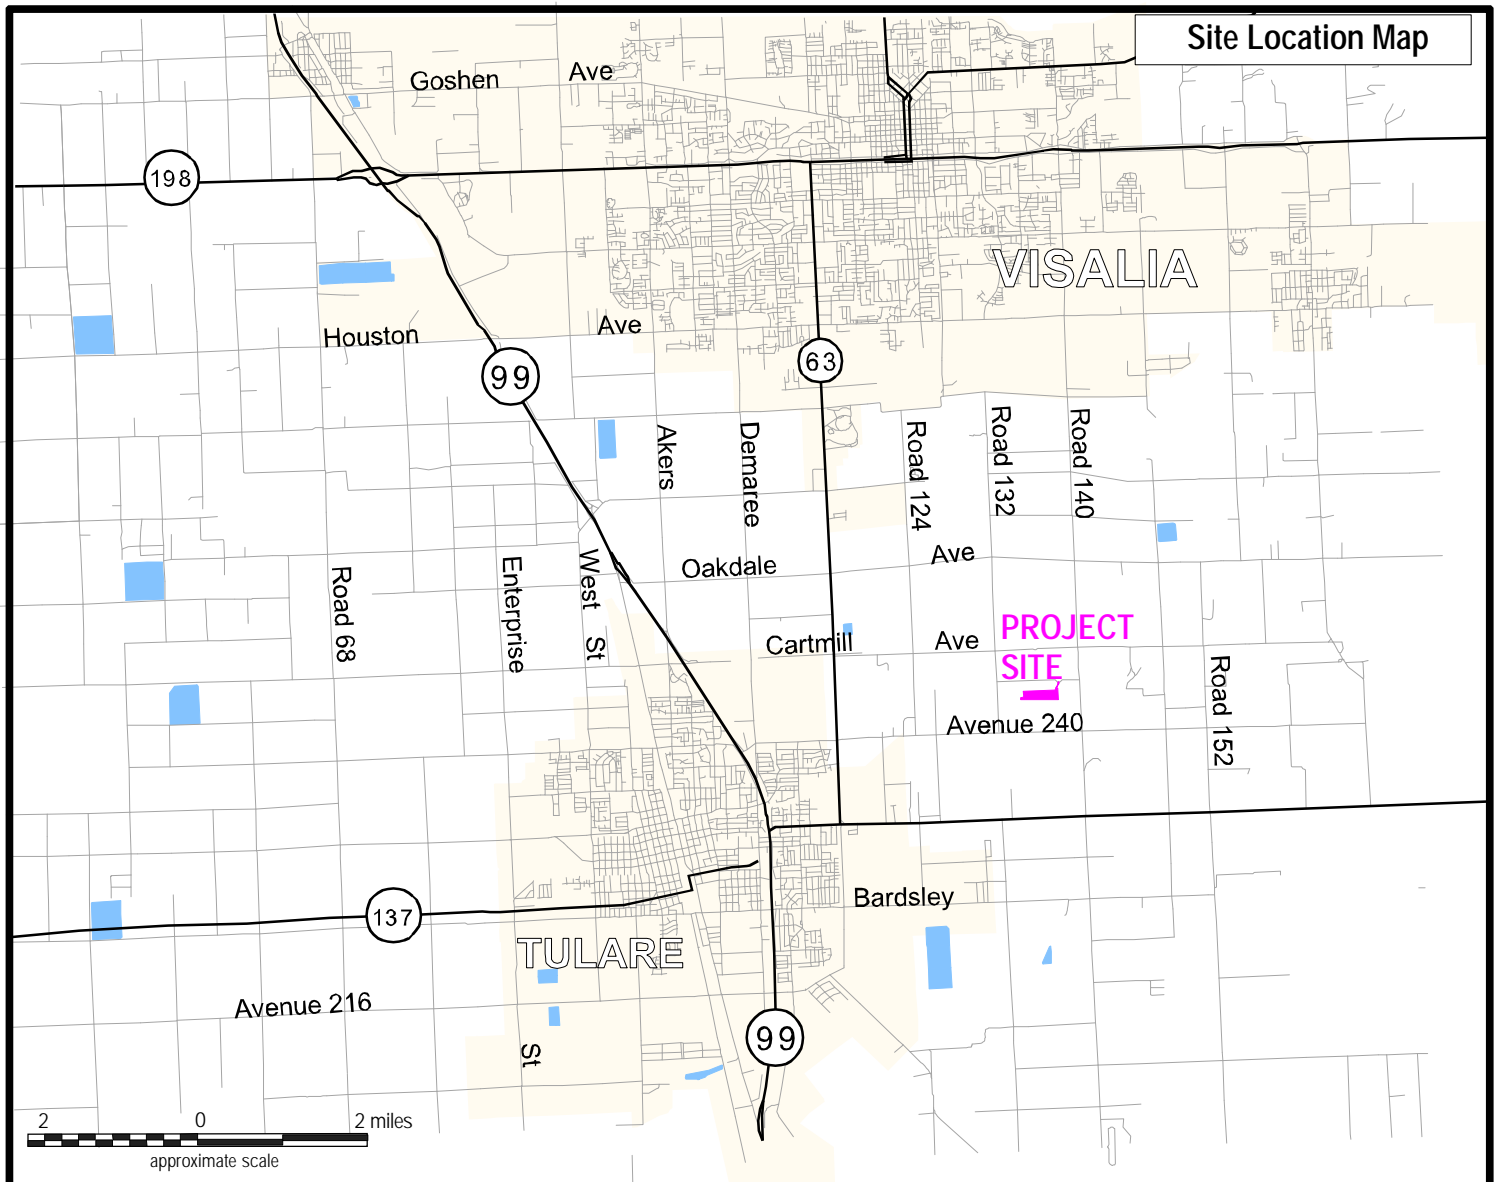 Site Location Map
Goshen Ave
198
VISALIA
Houston Ave
99
63
Akers
Demaree
Road 124
Road 132
Road 140
Oakdale Ave
Road 68
Enterprise
West St
Cartmill Ave
PROJECT
SITE
Road 152
Avenue 240
Bardsley
137
TULARE
Avenue 216
St
99
2 0 2 miles
approximate scale